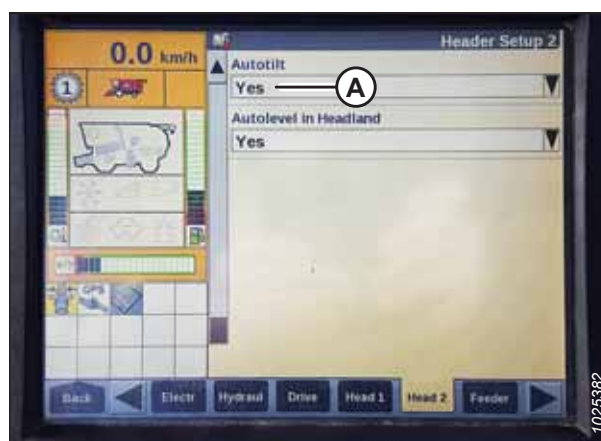 0.0 km/h
Header Setup 2
1
Autotilt
Yes
A
Autolevel in Headland
Yes
Back
Electr
Hydraul
Drive
Head 1
Head 2
Feeder
1025382